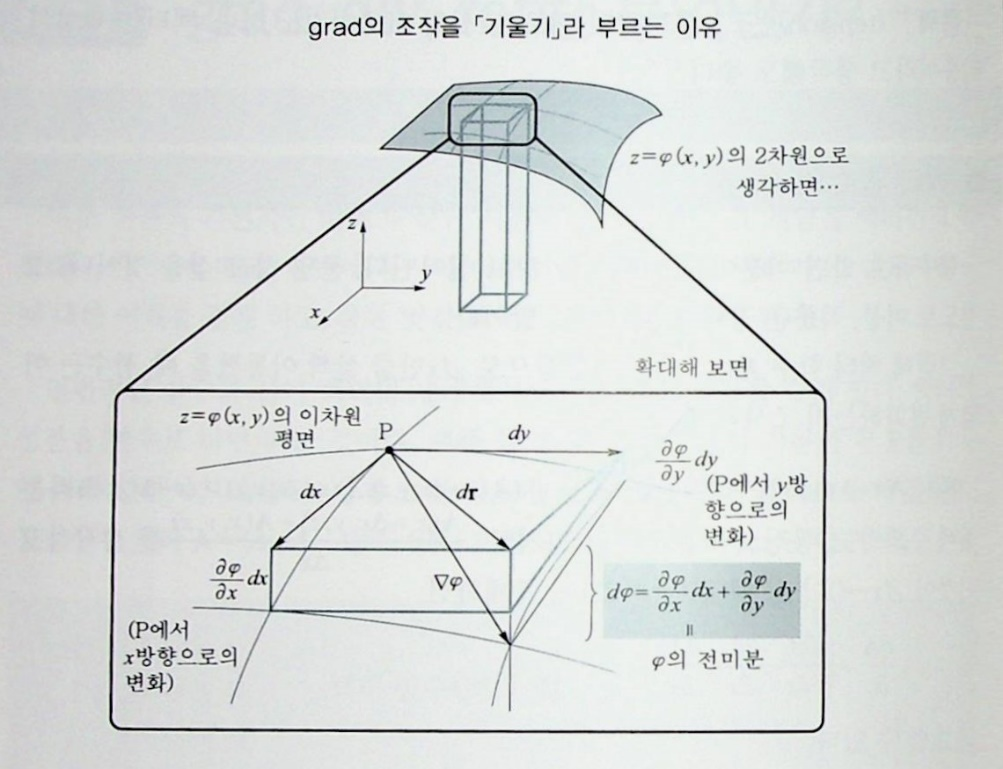 grad의 조작을 「기울기」라 부르는 이유
z=φ(x, y)의 2차원으로
생각하면…
z
y
x
확대해 보면
z=φ(x, y)의 이차원
평면
P
dy
∂φ/∂y dy
(P에서 y방
향으로의
변화)
dx
dr
∂φ/∂x dx
∇φ
dφ=∂φ/∂x dx+∂φ/∂y dy
=
φ의 전미분
(P에서
x방향으로의
변화)